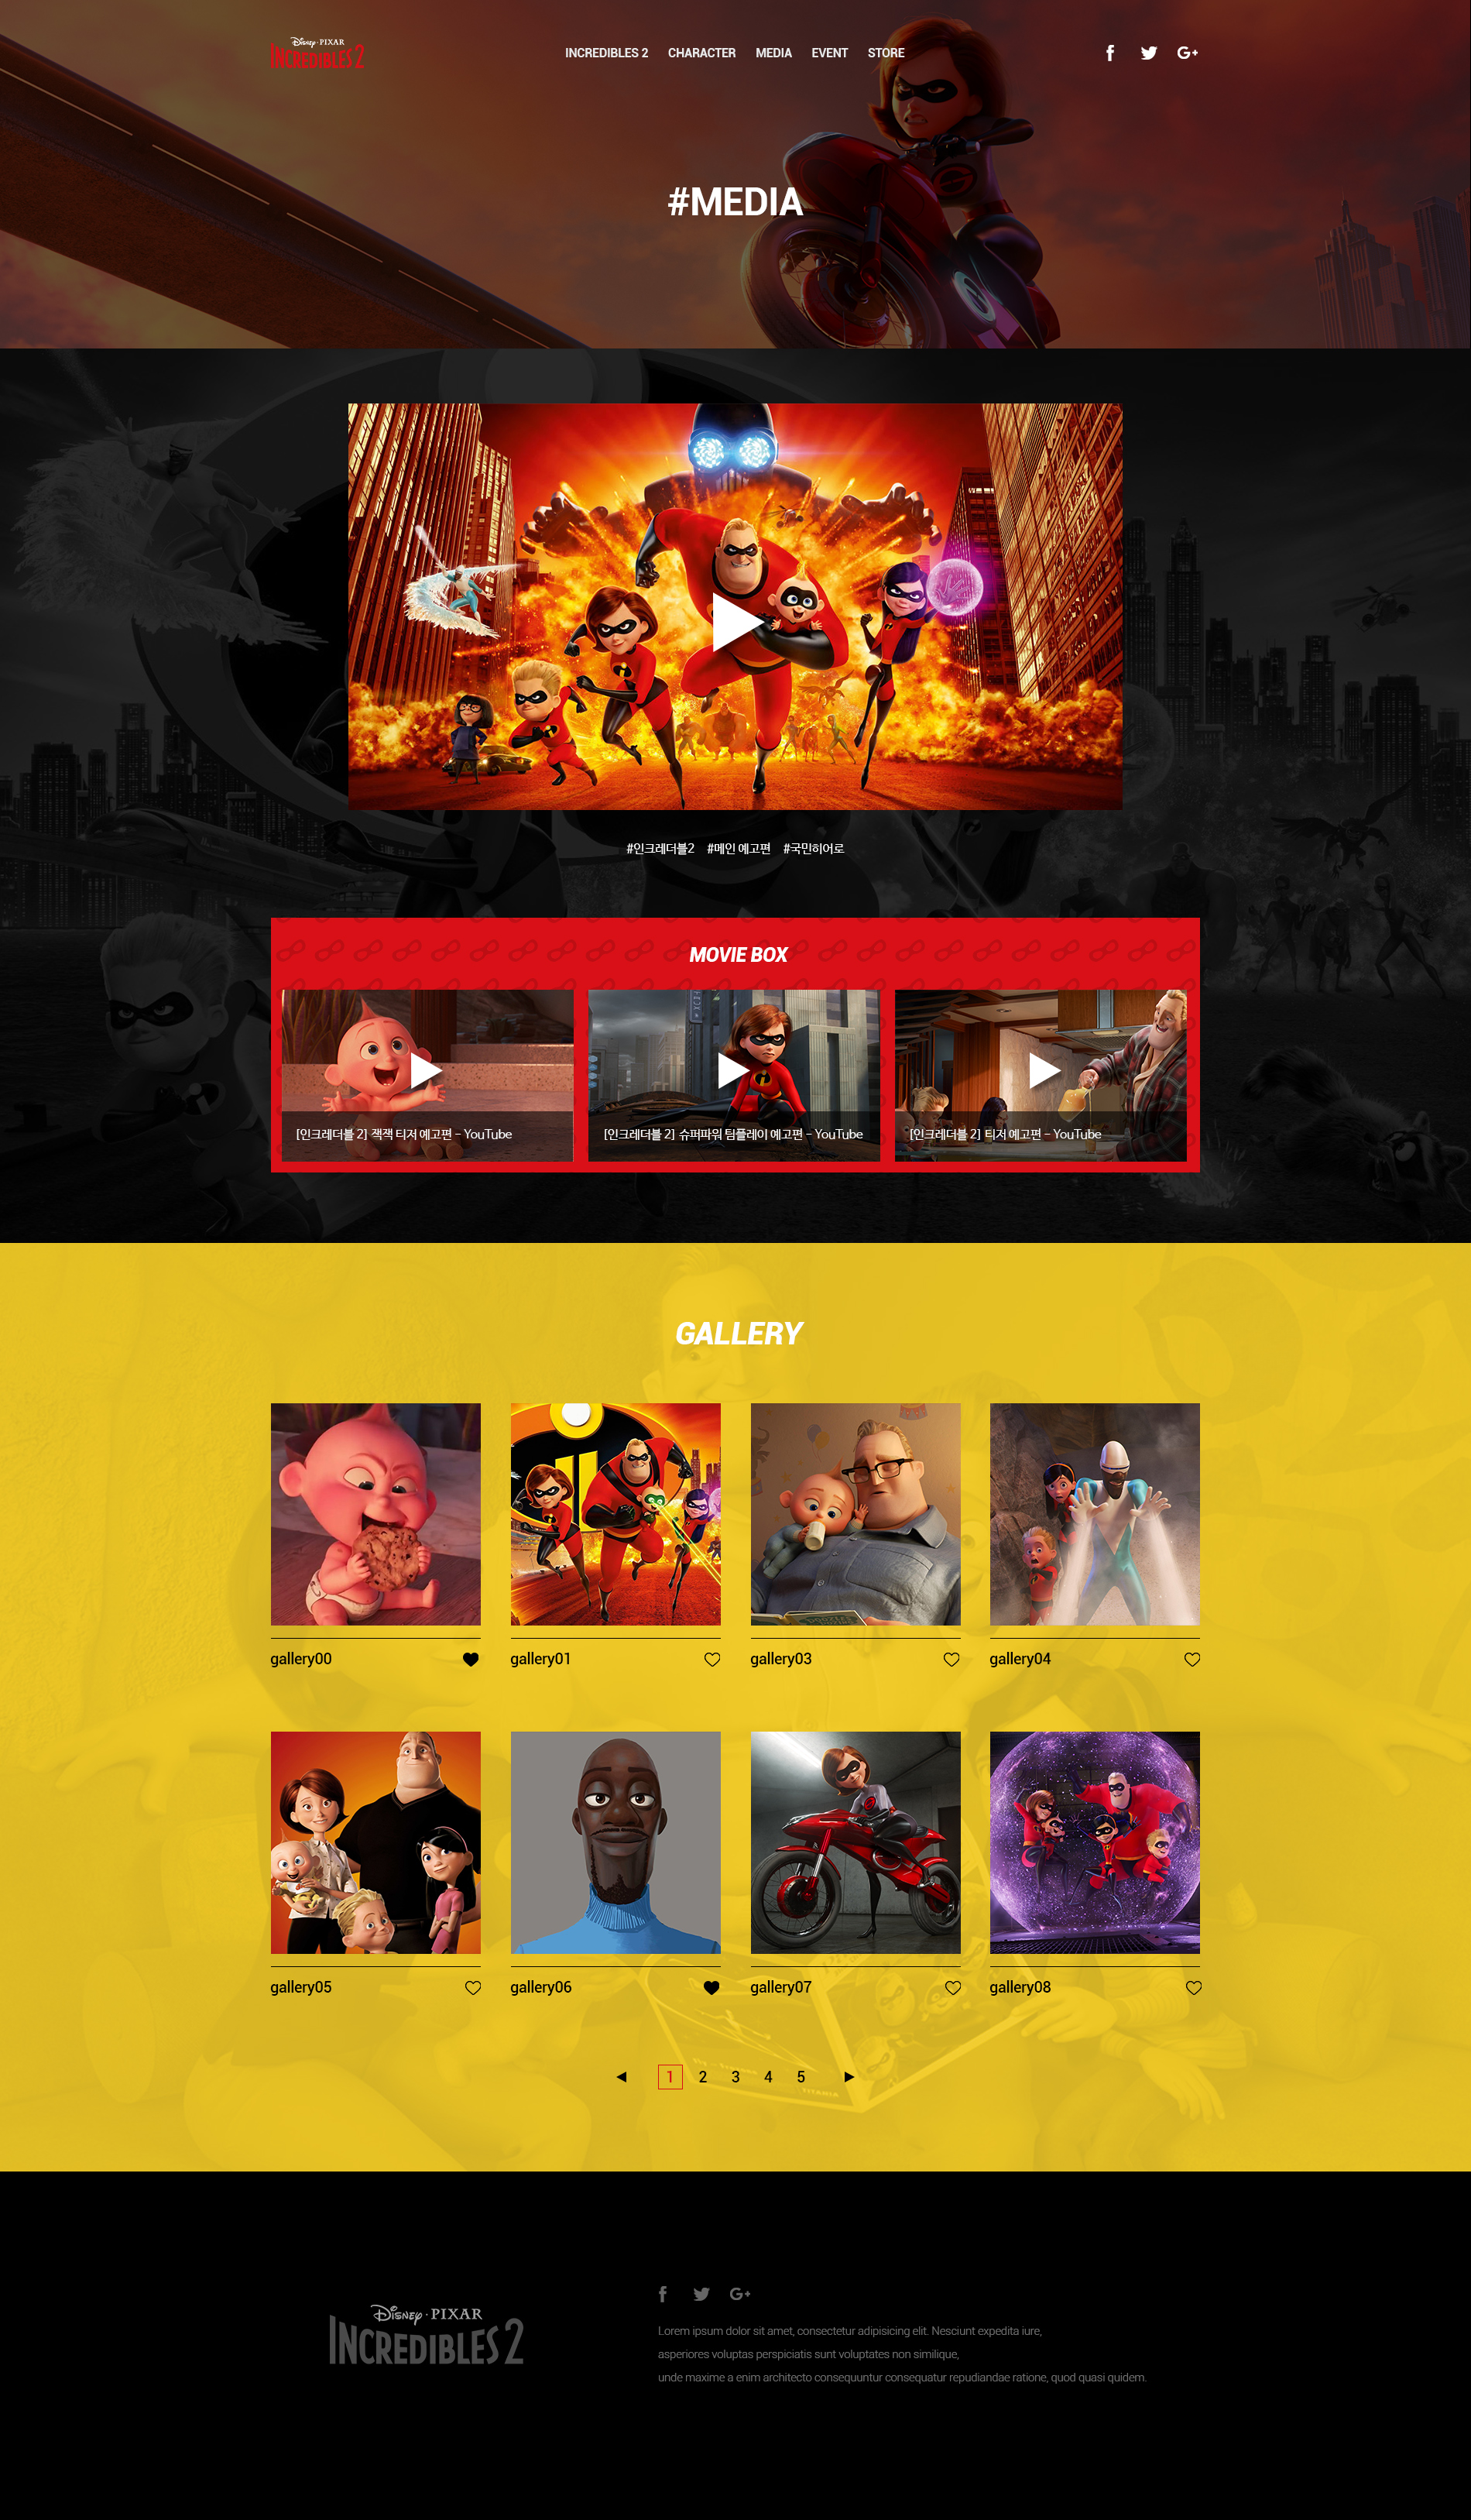 Disney · PIXAR
INCREDIBLES 2
INCREDIBLES 2 CHARACTER MEDIA EVENT STORE
f G+
#MEDIA
#인크레더블2 #메인 예고편 #국민히어로
MOVIE BOX
[인크레더블 2] 잭잭 티저 예고편 - YouTube
[인크레더블 2] 슈퍼파워 팀플레이 예고편 - YouTube
[인크레더블 2] 티저 예고편 - YouTube
GALLERY
gallery00
gallery01
gallery03
gallery04
gallery05
gallery06
gallery07
gallery08
1 2 3 4 5
f G+
Disney · PIXAR
INCREDIBLES 2
Lorem ipsum dolor sit amet, consectetur adipisicing elit. Nesciunt expedita iure,
asperiores voluptas perspiciatis sunt voluptates non similique,
unde maxime a enim architecto consequuntur consequatur repudiandae ratione, quod quasi quidem.